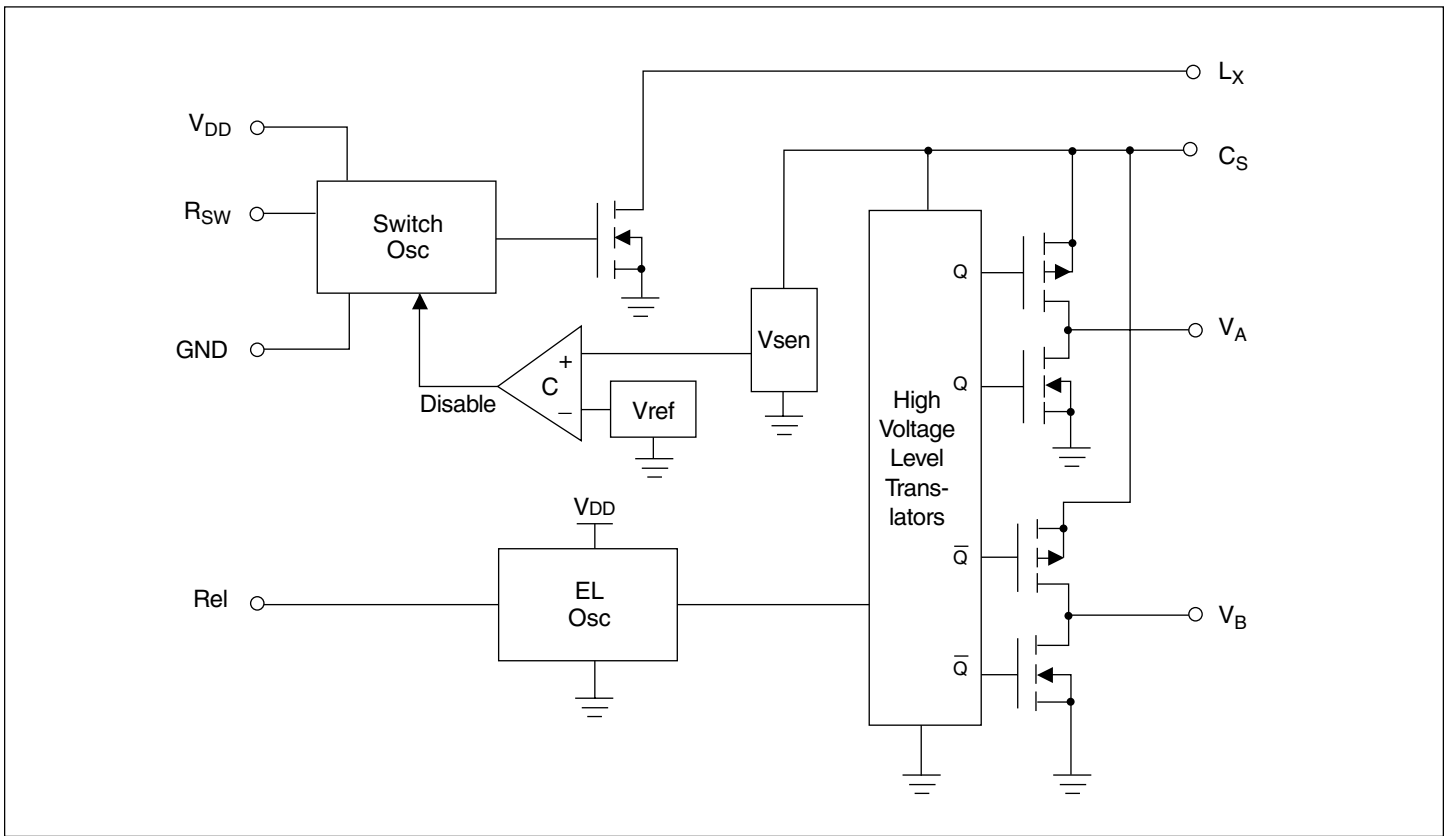 L_X
V_DD
C_S
R_SW
Switch
Osc
Q
V_A
GND
Vsen
+
C
−
Disable
Vref
Q
High
Voltage
Level
Trans-
lators
VDD
Q̅
Rel
EL
Osc
V_B
Q̅